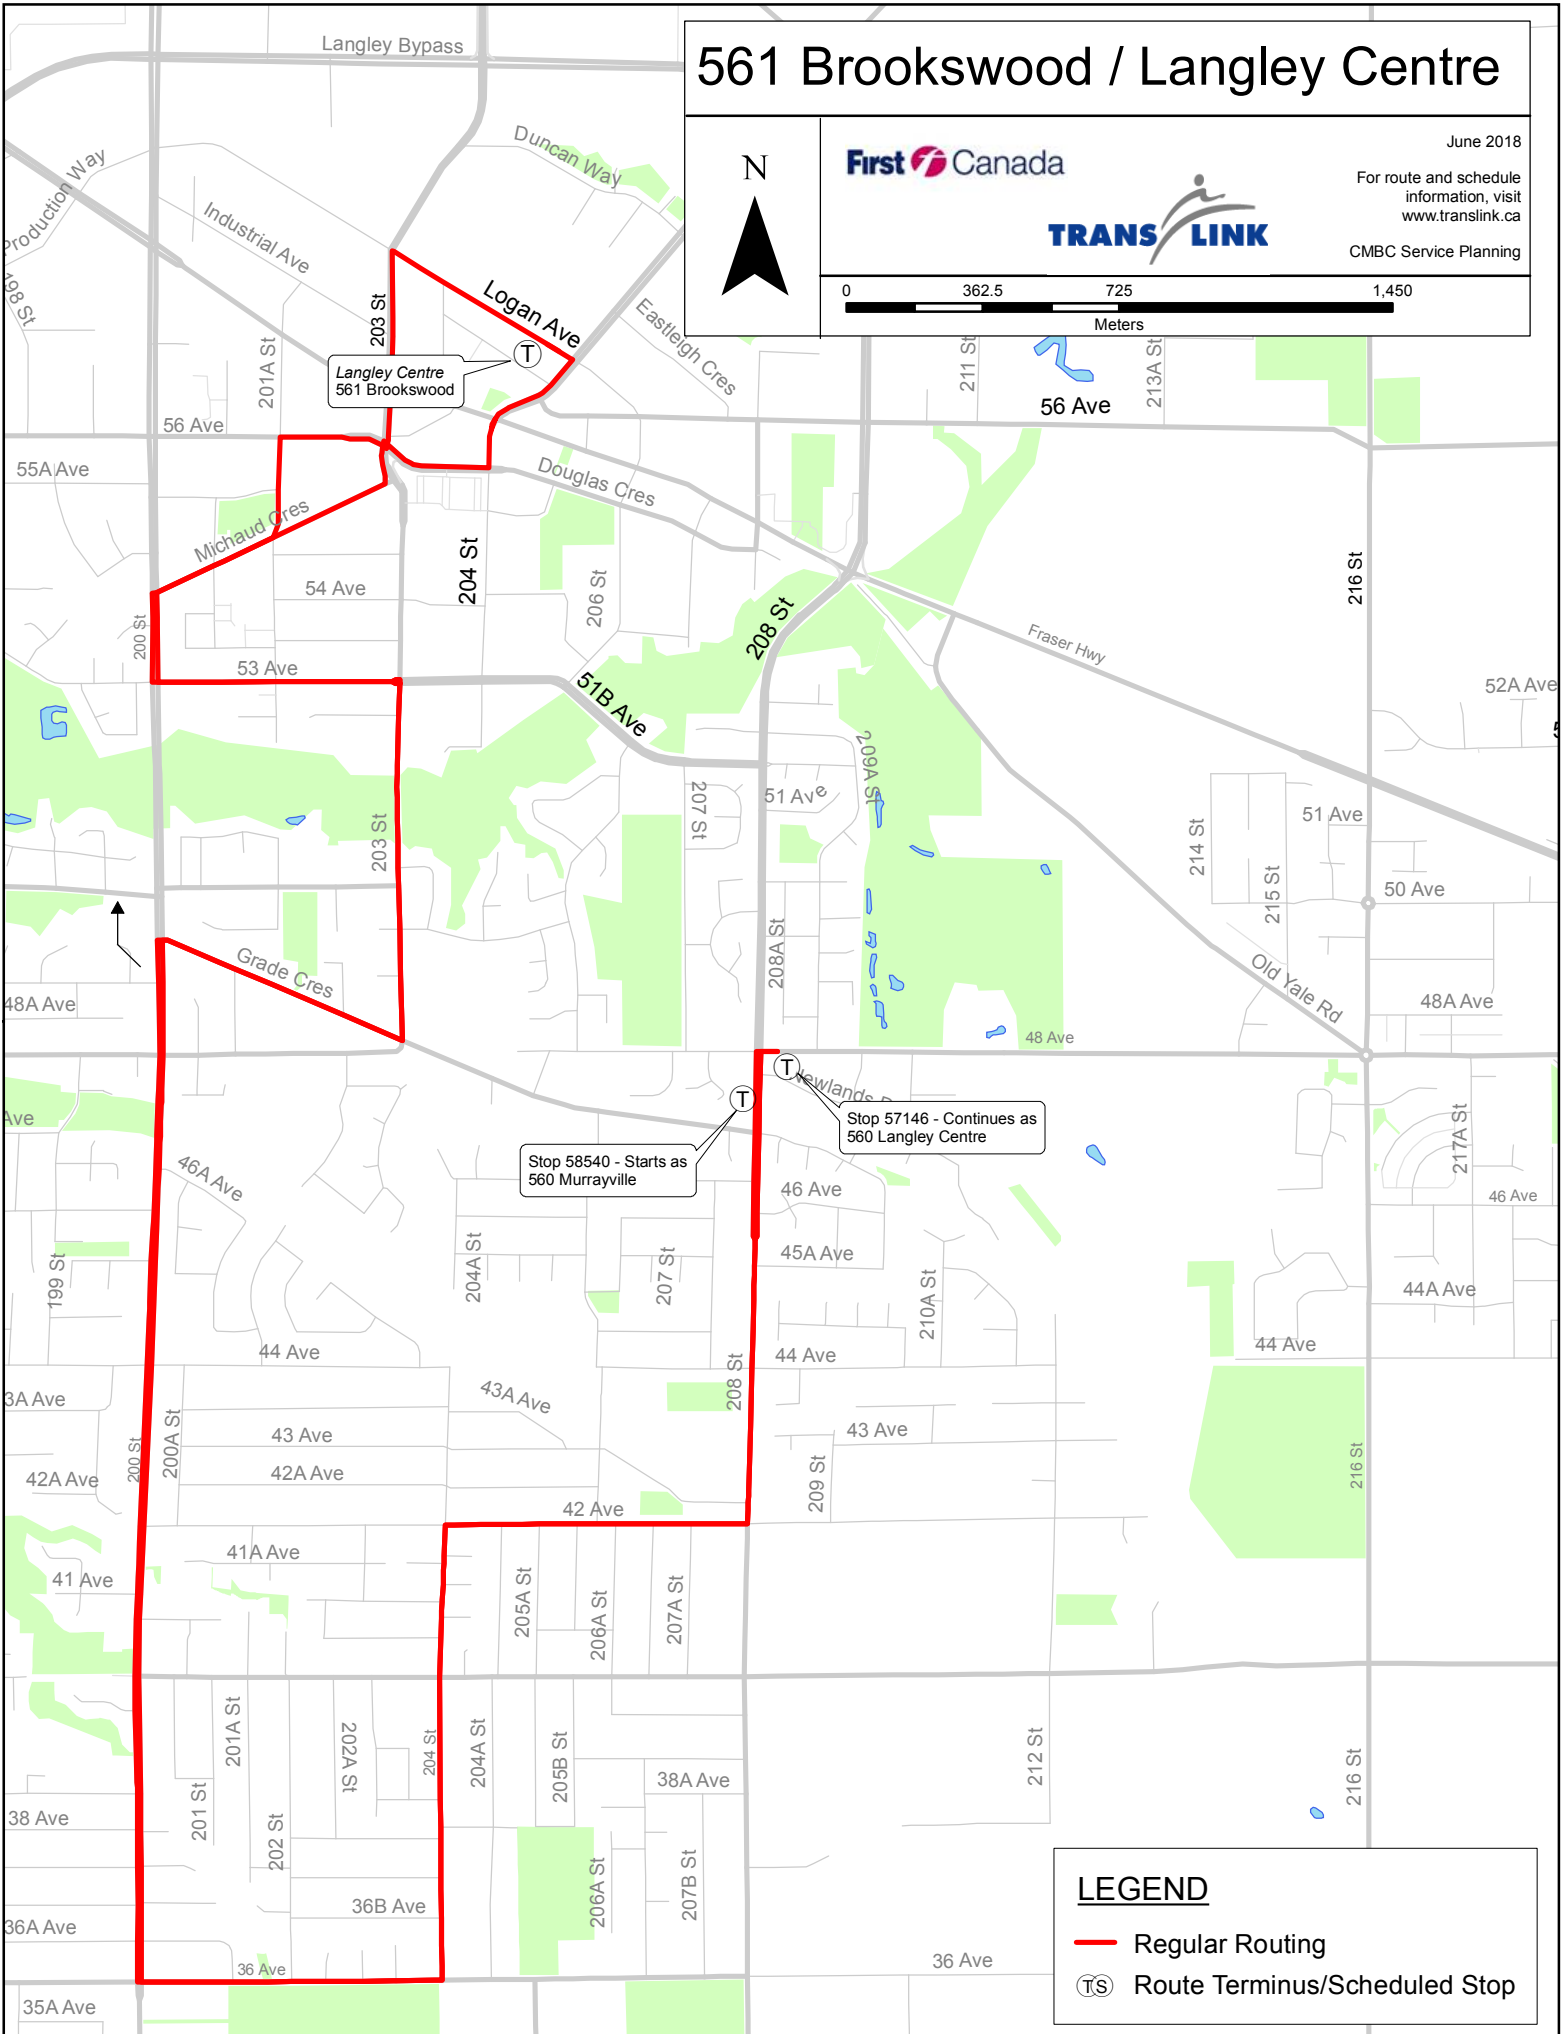 561 Brookswood / Langley Centre
N
First Canada
TRANS LINK
June 2018
For route and schedule
information, visit
www.translink.ca
CMBC Service Planning
0 362.5 725 1,450
Meters
Langley Bypass
Duncan Way
Production Way
Industrial Ave
198 St
203 St
Logan Ave
Eastleigh Cres
201A St
T
Langley Centre
561 Brookswood
211 St
213A St
56 Ave
56 Ave
55A Ave
Douglas Cres
Michaud Cres
204 St
54 Ave
206 St
216 St
208 St
200 St
Fraser Hwy
53 Ave
51B Ave
52A Ave
209A St
207 St
51 Ave
51 Ave
203 St
214 St
215 St
50 Ave
208A St
Grade Cres
Old Yale Rd
48A Ave
48A Ave
48 Ave
T
T
Newlands
Stop 57146 - Continues as
560 Langley Centre
Ave
Stop 58540 - Starts as
560 Murrayville
217A St
46A Ave
46 Ave
46 Ave
199 St
204A St
207 St
45A Ave
210A St
44A Ave
44 Ave
44 Ave
44 Ave
208 St
3A Ave
43A Ave
200A St
43 Ave
43 Ave
200 St
42A Ave
42A Ave
209 St
216 St
42 Ave
41A Ave
41 Ave
205A St
206A St
207A St
201A St
202A St
204 St
204A St
205B St
212 St
216 St
38A Ave
38 Ave
201 St
202 St
206A St
207B St
36B Ave
36A Ave
36 Ave
36 Ave
35A Ave
LEGEND
Regular Routing
TS Route Terminus/Scheduled Stop